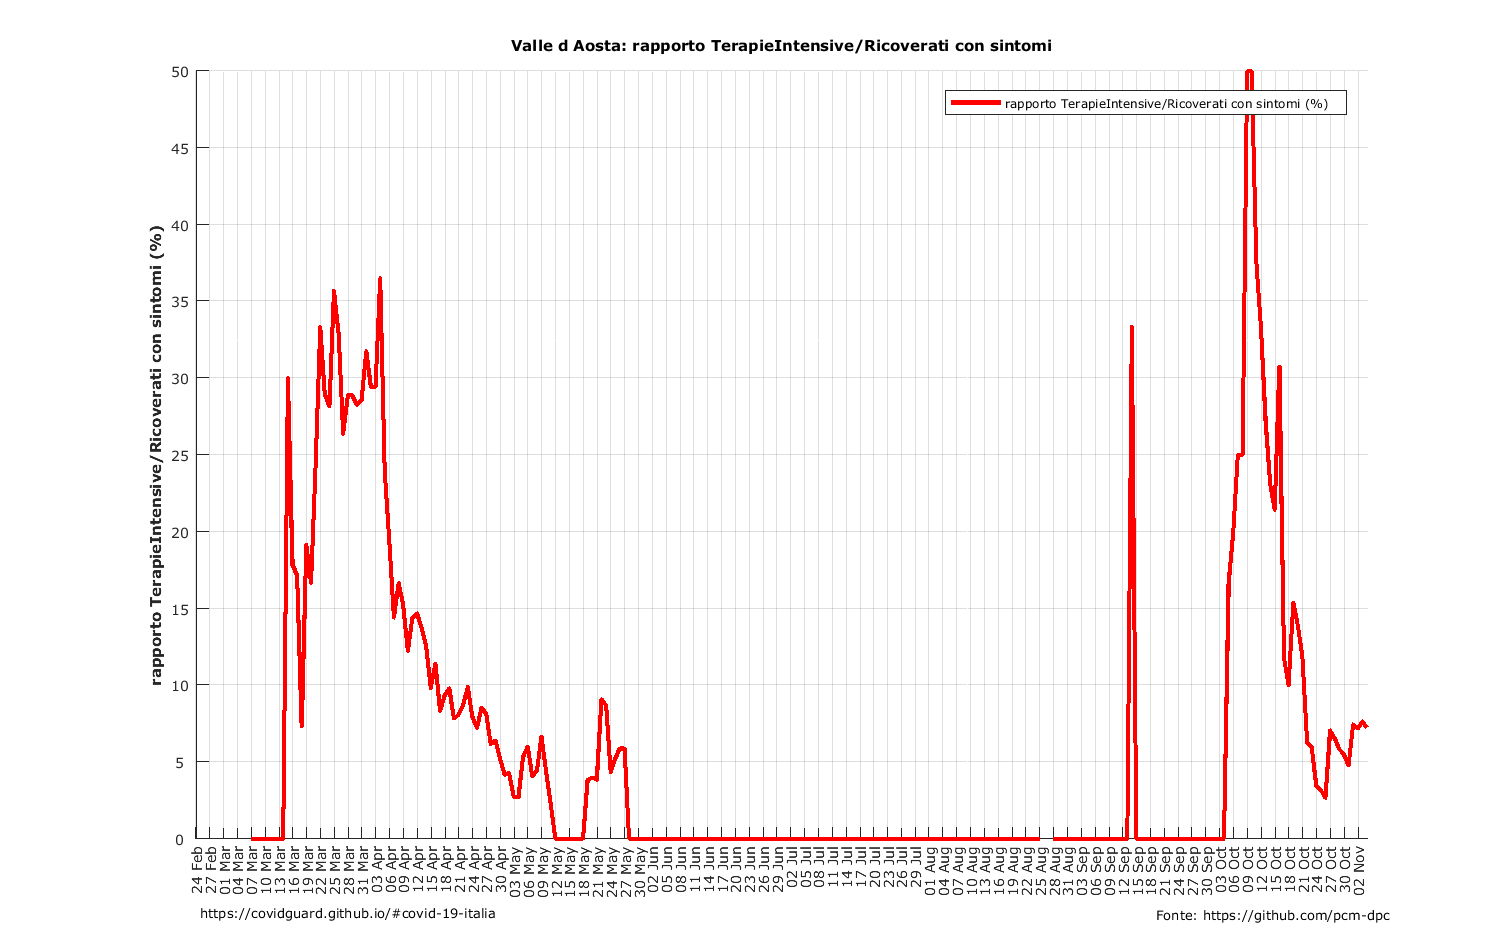 Valle d Aosta: rapporto TerapieIntensive/Ricoverati con sintomi
rapporto TerapieIntensive/Ricoverati con sintomi (%)
rapporto TerapieIntensive/Ricoverati con sintomi (%)
50
45
40
35
30
25
20
15
10
5
0
24 Feb
27 Feb
01 Mar
04 Mar
07 Mar
10 Mar
13 Mar
16 Mar
19 Mar
22 Mar
25 Mar
28 Mar
31 Mar
03 Apr
06 Apr
09 Apr
12 Apr
15 Apr
18 Apr
21 Apr
24 Apr
27 Apr
30 Apr
03 May
06 May
09 May
12 May
15 May
18 May
21 May
24 May
27 May
30 May
02 Jun
05 Jun
08 Jun
11 Jun
14 Jun
17 Jun
20 Jun
23 Jun
26 Jun
29 Jun
02 Jul
05 Jul
08 Jul
11 Jul
14 Jul
17 Jul
20 Jul
23 Jul
26 Jul
29 Jul
01 Aug
04 Aug
07 Aug
10 Aug
13 Aug
16 Aug
19 Aug
22 Aug
25 Aug
28 Aug
31 Aug
03 Sep
06 Sep
09 Sep
12 Sep
15 Sep
18 Sep
21 Sep
24 Sep
27 Sep
30 Sep
03 Oct
06 Oct
09 Oct
12 Oct
15 Oct
18 Oct
21 Oct
24 Oct
27 Oct
30 Oct
02 Nov
https://covidguard.github.io/#covid-19-italia
Fonte: https://github.com/pcm-dpc